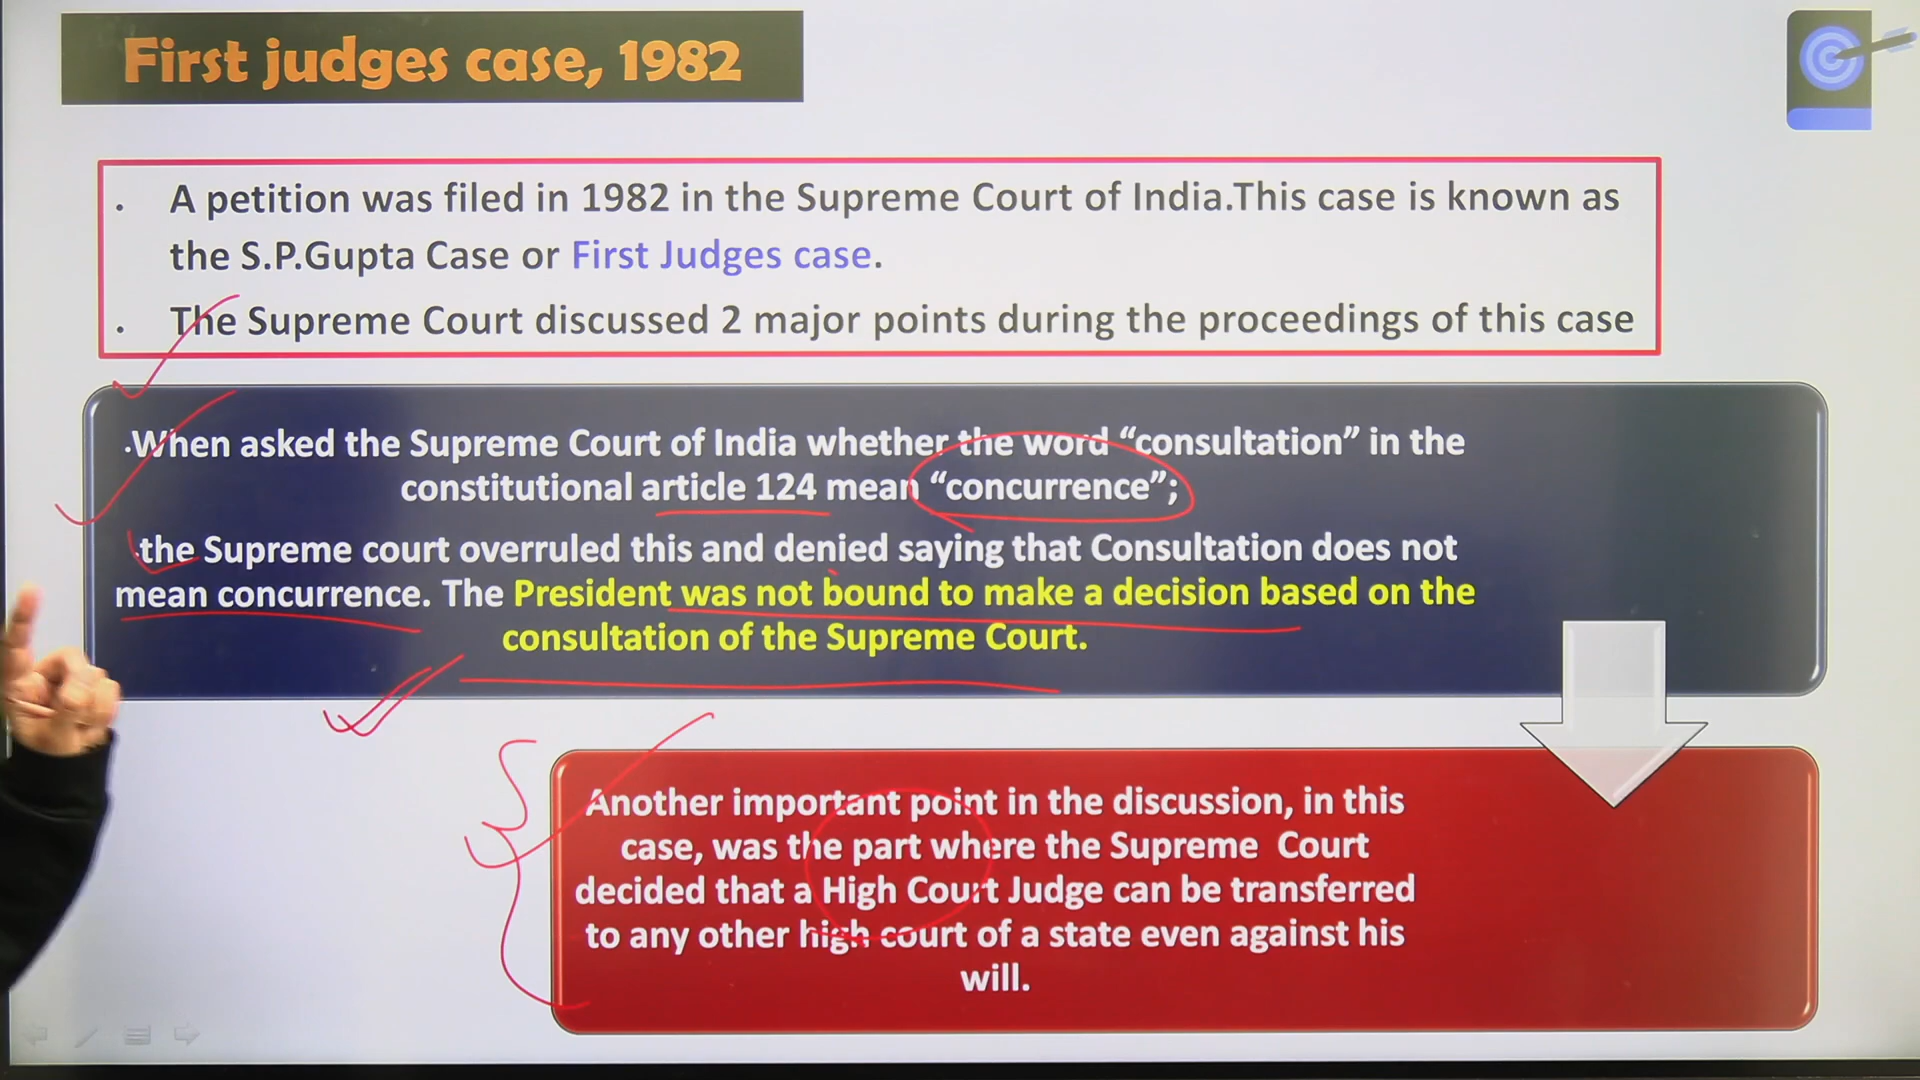 First judges case, 1982
. A petition was filed in 1982 in the Supreme Court of India.This case is known as
the S.P.Gupta Case or First Judges case.
. The Supreme Court discussed 2 major points during the proceedings of this case
.When asked the Supreme Court of India whether the word “consultation” in the
constitutional article 124 mean “concurrence”;
.the Supreme court overruled this and denied saying that Consultation does not
mean concurrence. The President was not bound to make a decision based on the
consultation of the Supreme Court.
Another important point in the discussion, in this
case, was the part where the Supreme Court
decided that a High Court Judge can be transferred
to any other high court of a state even against his
will.